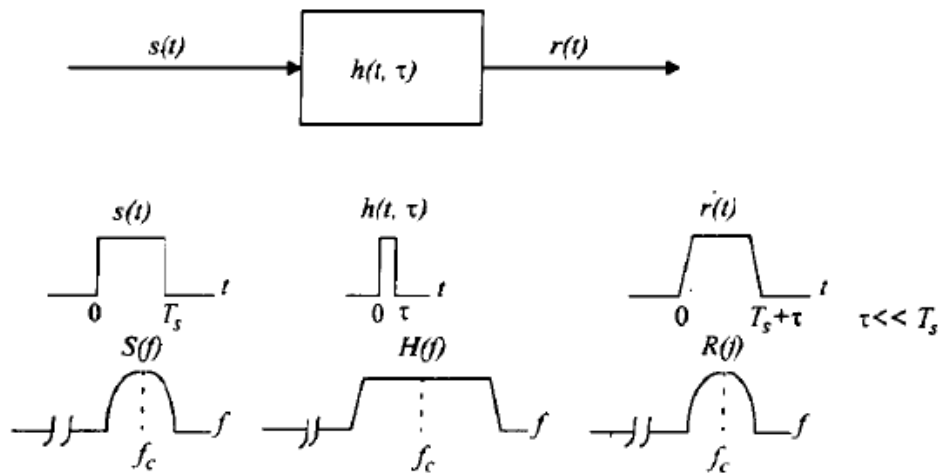 s(t) h(t, τ) r(t)
s(t) h(t, τ) r(t)
t t t
0 T_s 0 τ 0 T_s+τ τ<< T_s
S(f) H(f) R(f)
f f f
f_c f_c f_c